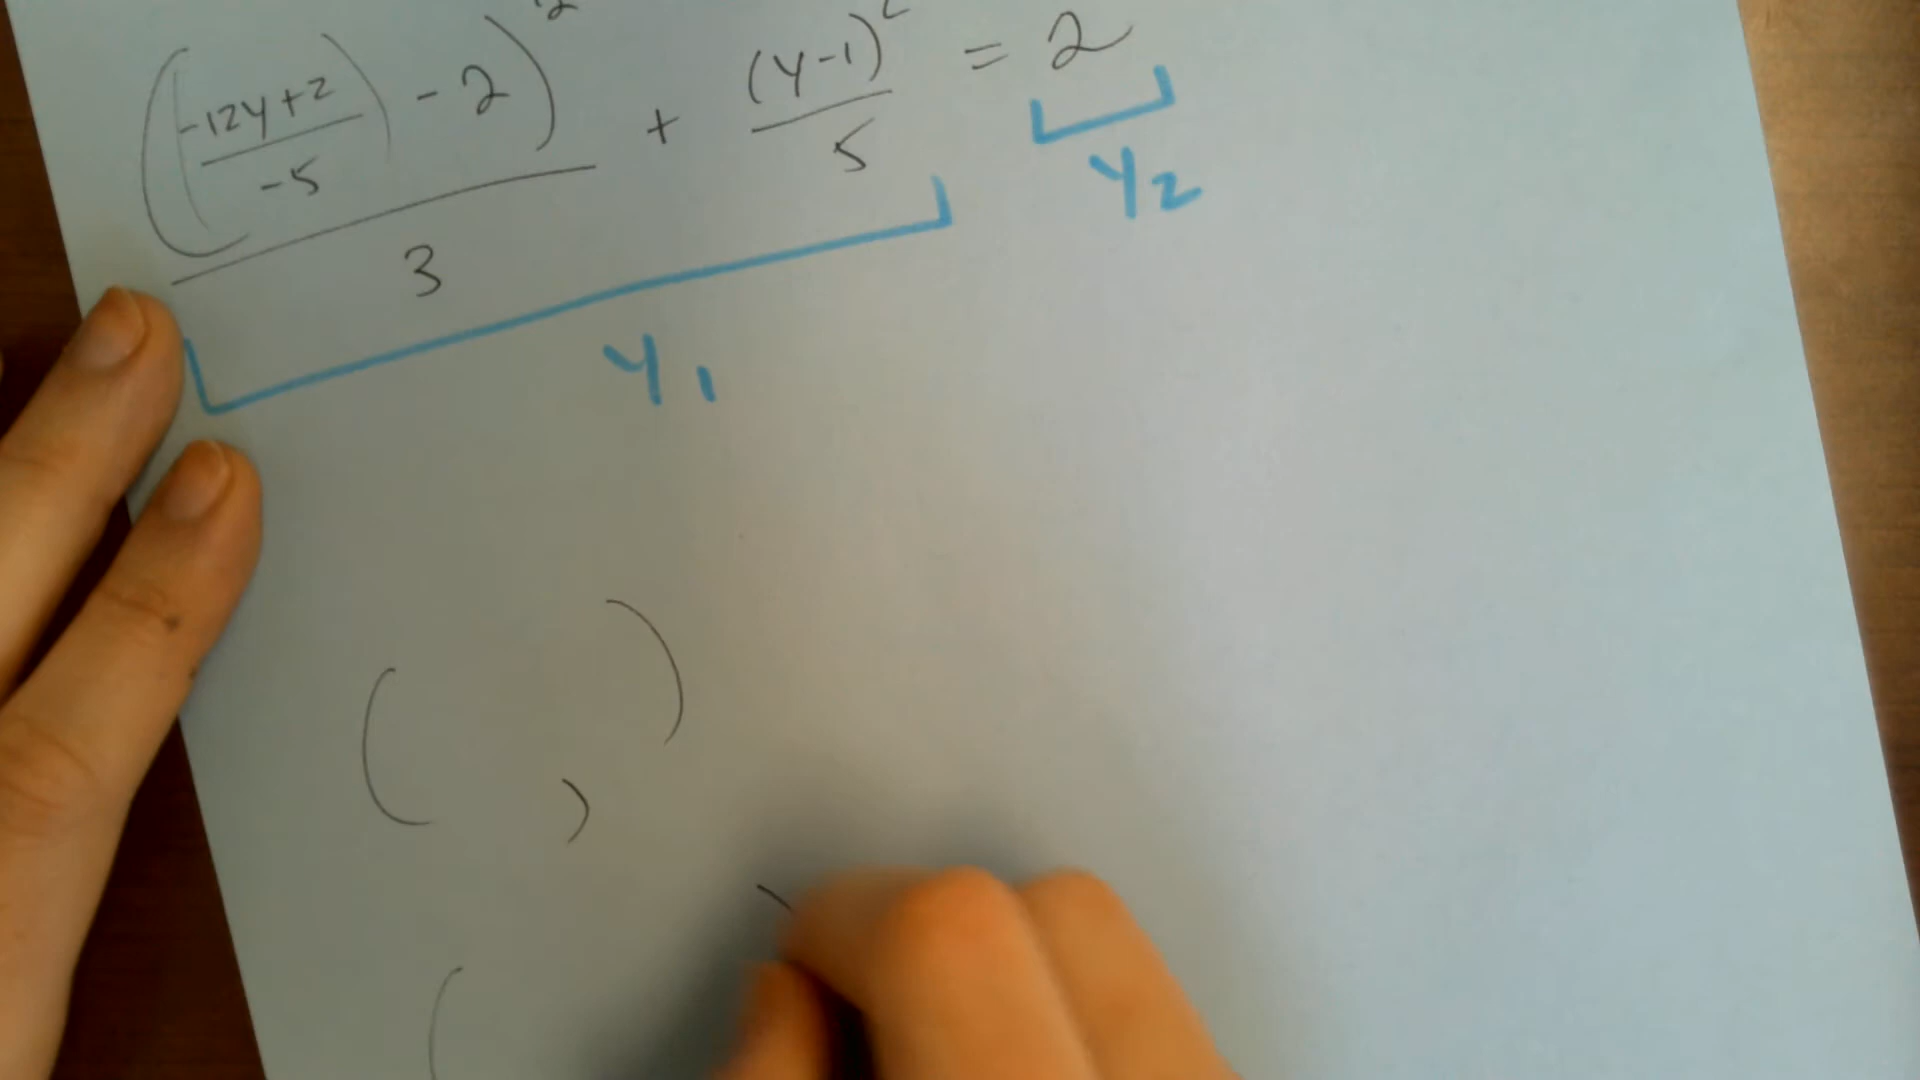 ((-12y+2)/-5) - 2)^2/3 + (y-1)^2/5 = 2
y2
y1
( , )
(